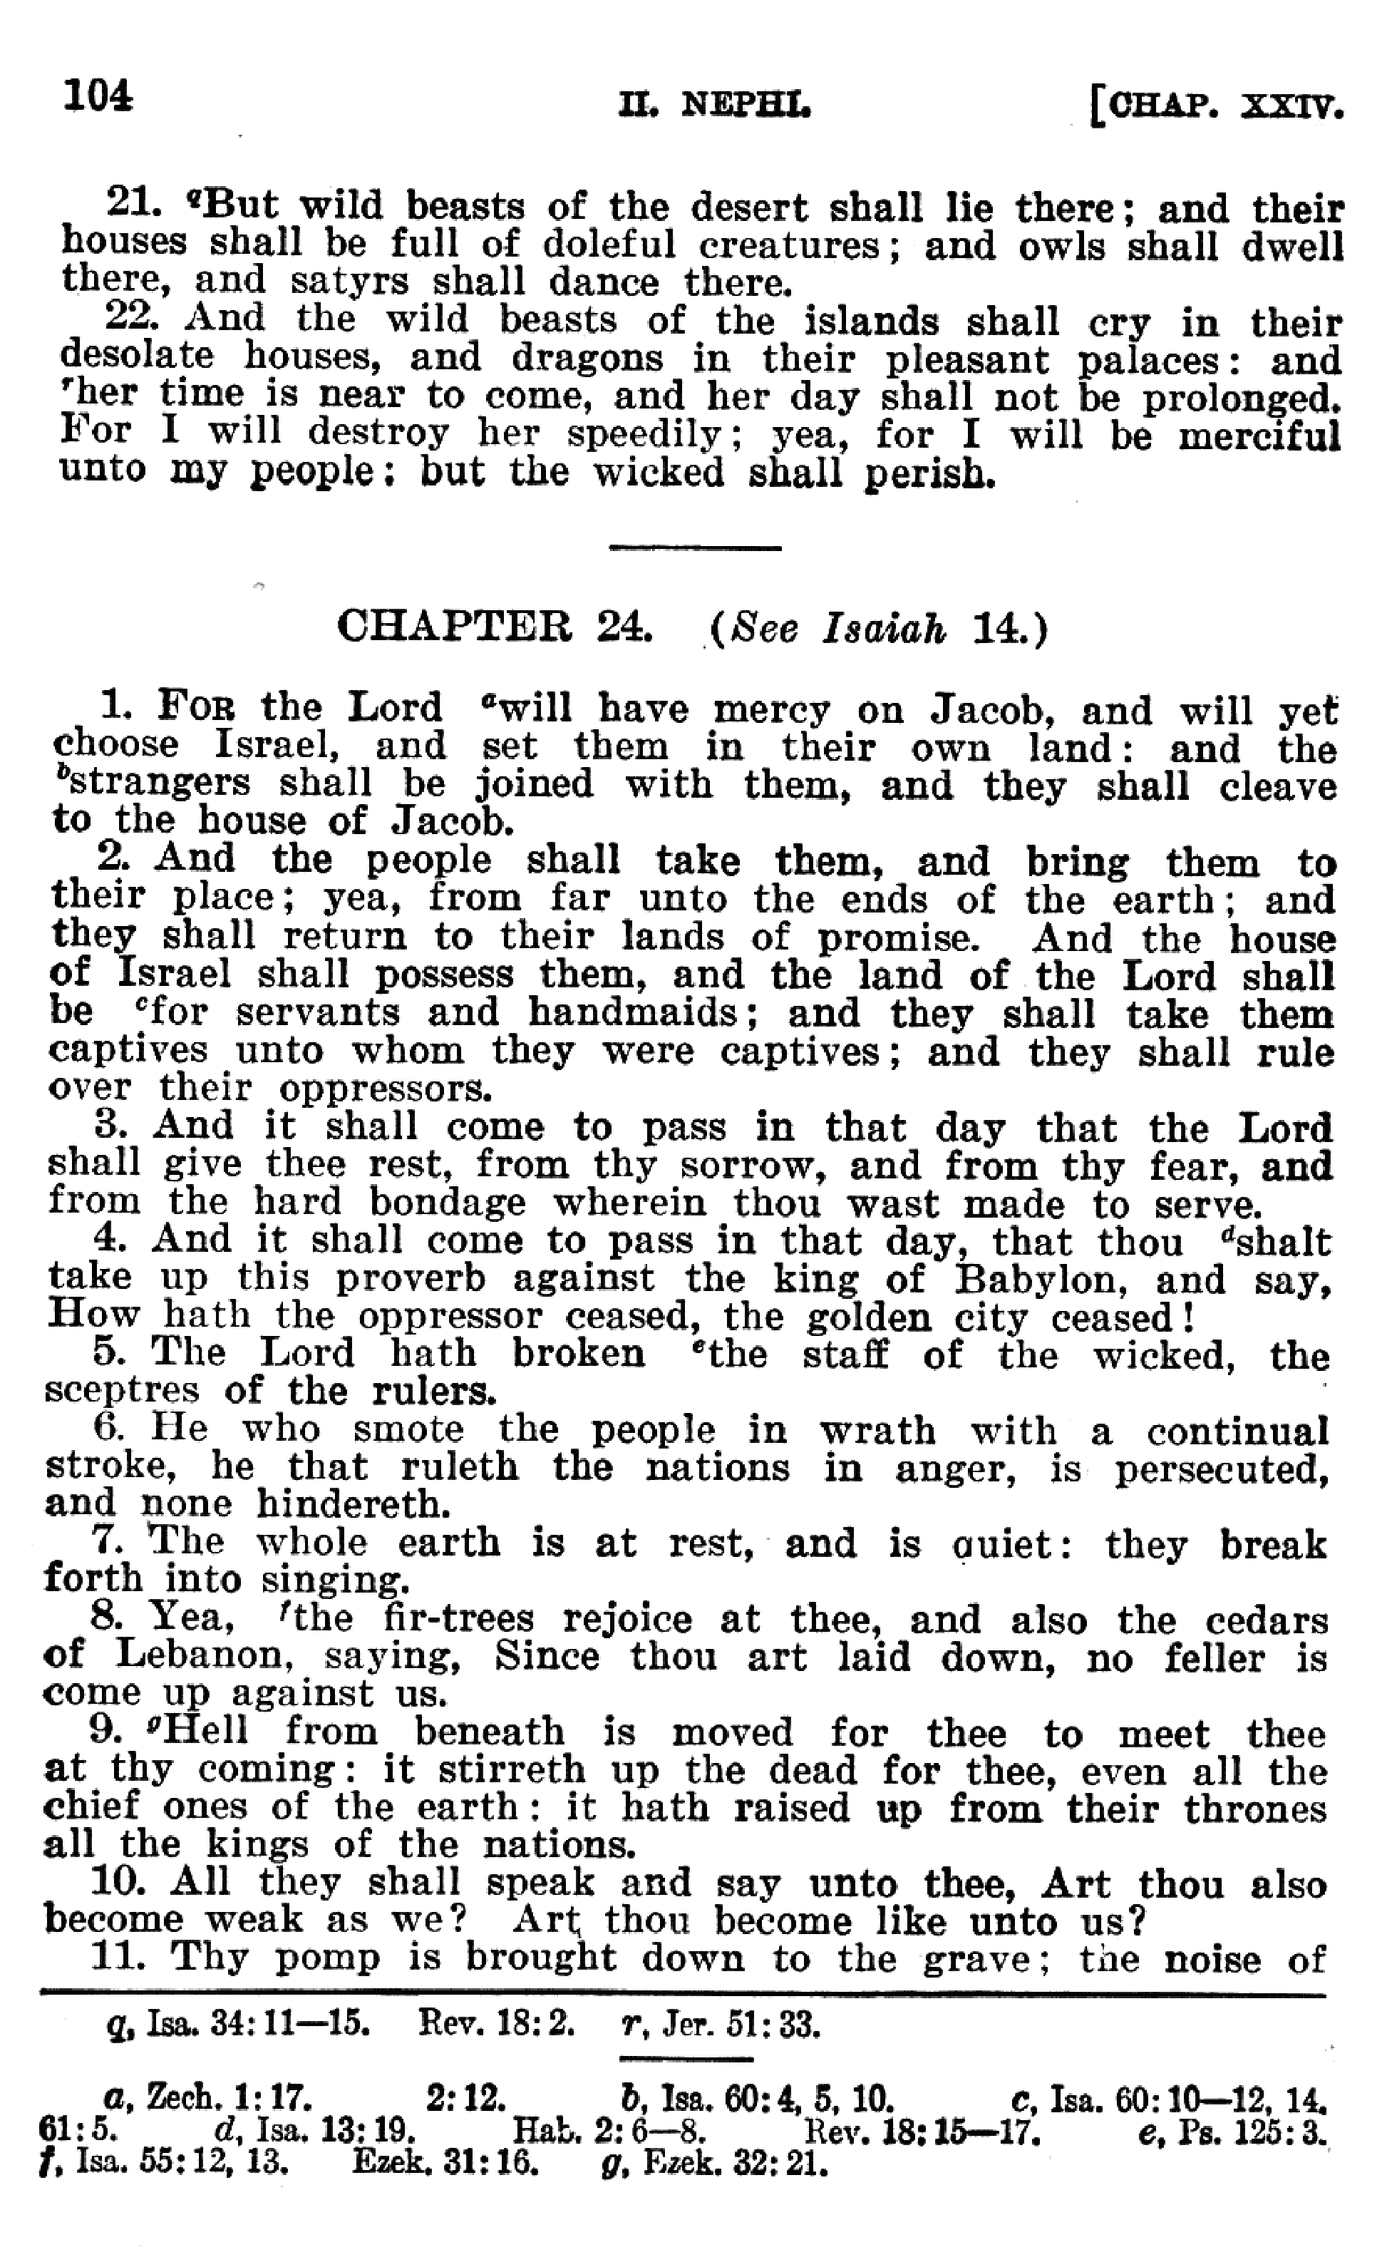 104 II. NEPHI. [CHAP. XXIV.
21. qBut wild beasts of the desert shall lie there; and their
houses shall be full of doleful creatures; and owls shall dwell
there, and satyrs shall dance there.
22. And the wild beasts of the islands shall cry in their
desolate houses, and dragons in their pleasant palaces: and
rher time is near to come, and her day shall not be prolonged.
For I will destroy her speedily; yea, for I will be merciful
unto my people: but the wicked shall perish.
CHAPTER 24. (See Isaiah 14.)
1. FOR the Lord awill have mercy on Jacob, and will yet
choose Israel, and set them in their own land: and the
bstrangers shall be joined with them, and they shall cleave
to the house of Jacob.
2. And the people shall take them, and bring them to
their place; yea, from far unto the ends of the earth; and
they shall return to their lands of promise. And the house
of Israel shall possess them, and the land of the Lord shall
be cfor servants and handmaids; and they shall take them
captives unto whom they were captives; and they shall rule
over their oppressors.
3. And it shall come to pass in that day that the Lord
shall give thee rest, from thy sorrow, and from thy fear, and
from the hard bondage wherein thou wast made to serve.
4. And it shall come to pass in that day, that thou dshalt
take up this proverb against the king of Babylon, and say,
How hath the oppressor ceased, the golden city ceased!
5. The Lord hath broken ethe staff of the wicked, the
sceptres of the rulers.
6. He who smote the people in wrath with a continual
stroke, he that ruleth the nations in anger, is persecuted,
and none hindereth.
7. The whole earth is at rest, and is quiet: they break
forth into singing.
8. Yea, fthe fir-trees rejoice at thee, and also the cedars
of Lebanon, saying, Since thou art laid down, no feller is
come up against us.
9. gHell from beneath is moved for thee to meet thee
at thy coming: it stirreth up the dead for thee, even all the
chief ones of the earth: it hath raised up from their thrones
all the kings of the nations.
10. All they shall speak and say unto thee, Art thou also
become weak as we? Art thou become like unto us?
11. Thy pomp is brought down to the grave; the noise of
q, Isa. 34:11—15. Rev. 18:2. r, Jer. 51:33.
a, Zech. 1:17. 2:12. b, Isa. 60:4, 5, 10. c, Isa. 60:10—12, 14.
61:5. d, Isa. 13:19. Hab. 2:6—8. Rev. 18:15—17. e, Ps. 125:3.
f, Isa. 55:12, 13. Ezek. 31:16. g, Ezek. 32:21.